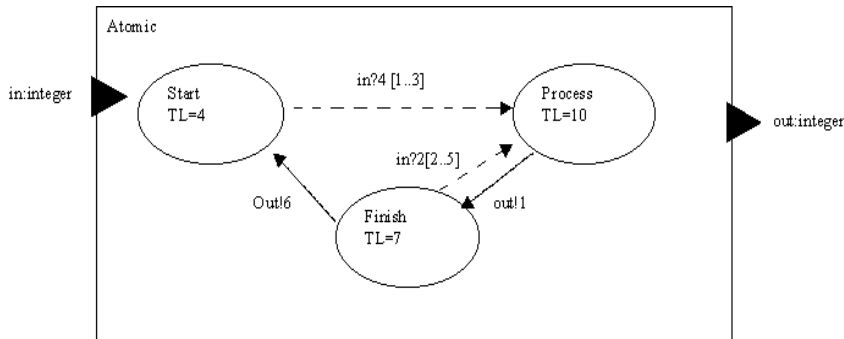 Atomic
in:integer
Start
TL=4
in?4 [1..3]
Process
TL=10
out:integer
in?2[2..5]
Out!6
out!1
Finish
TL=7